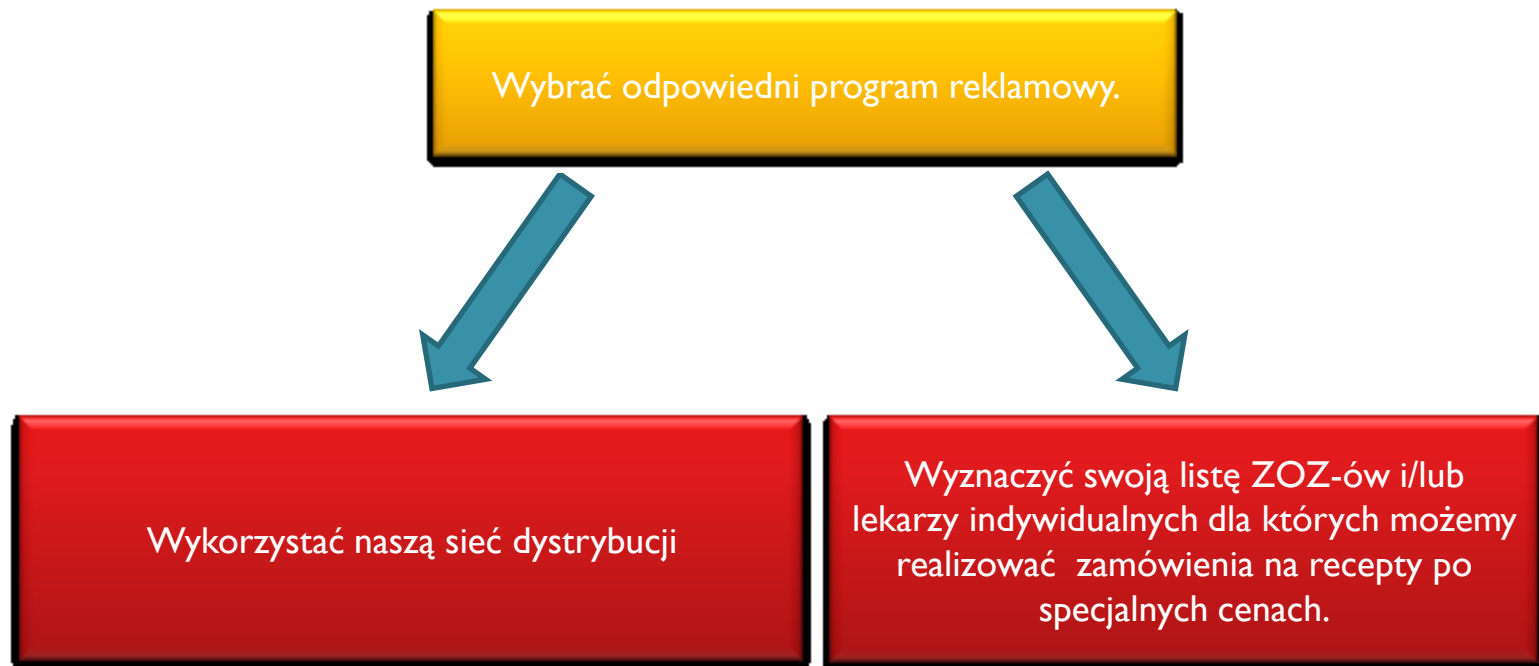 Wybrać odpowiedni program reklamowy.
Wykorzystać naszą sieć dystrybucji
Wyznaczyć swoją listę ZOZ-ów i/lub
lekarzy indywidualnych dla których możemy
realizować  zamówienia na recepty po
specjalnych cenach.